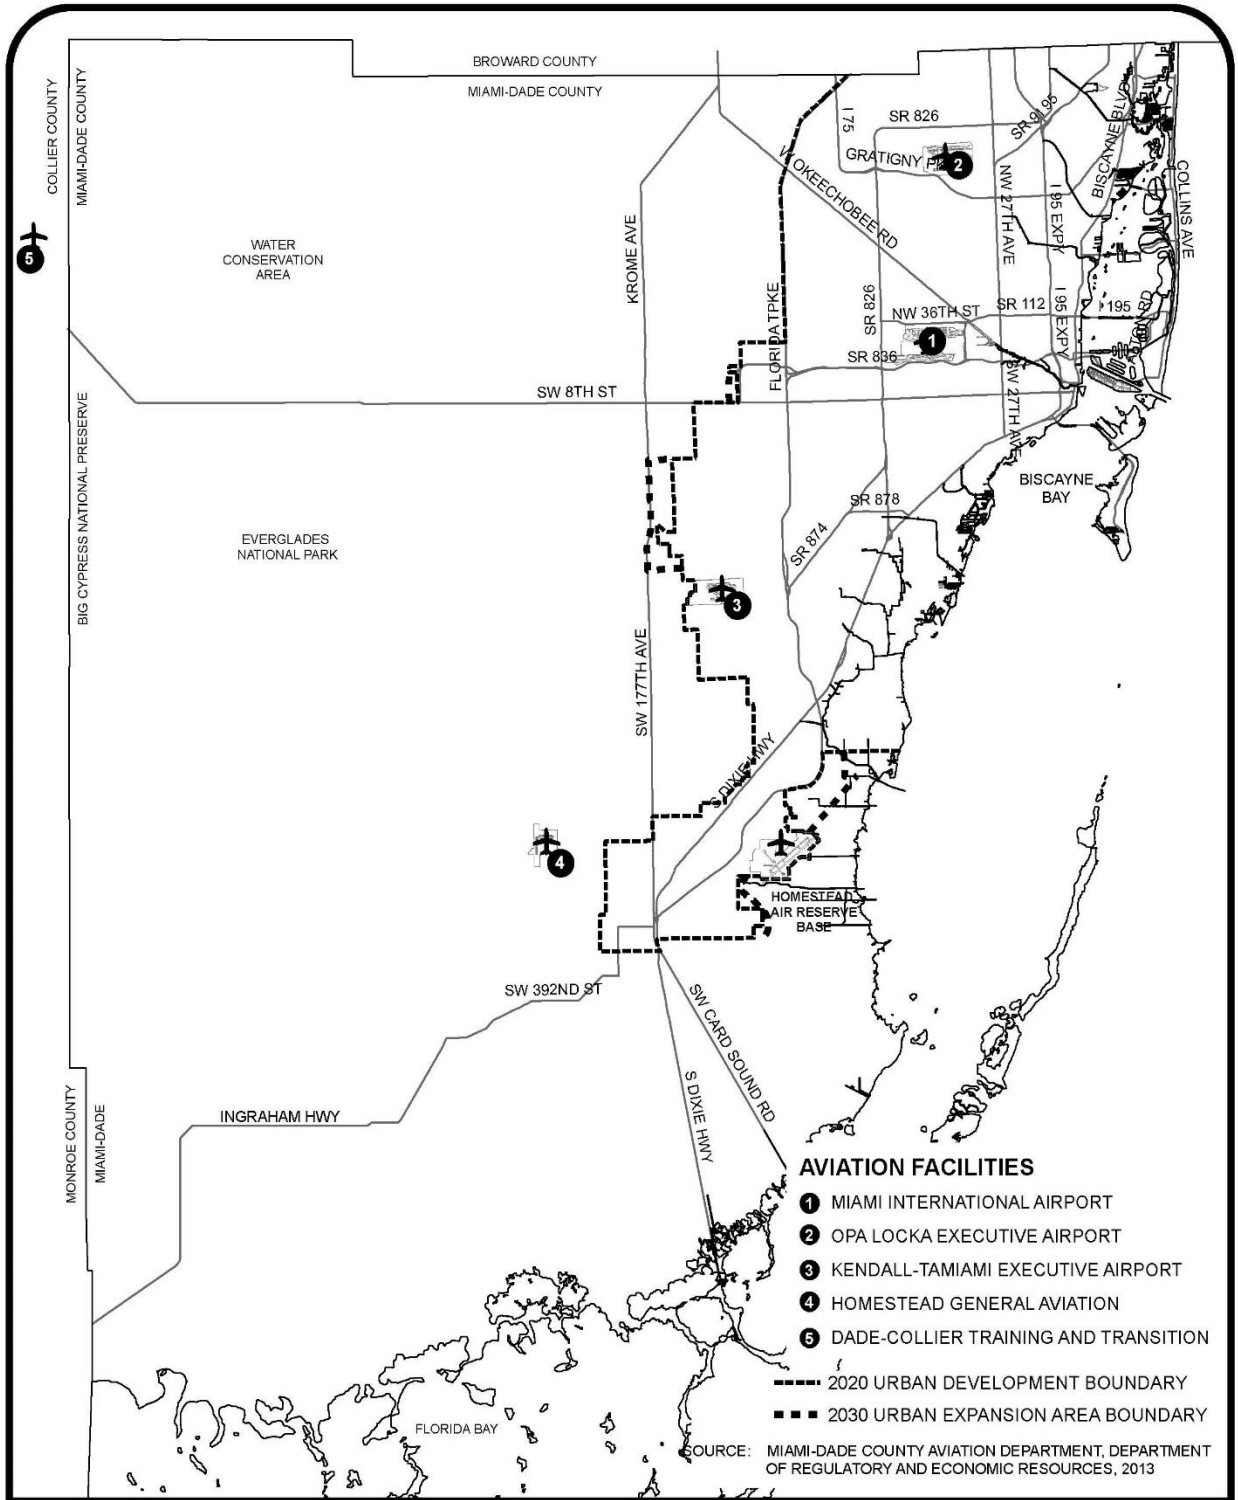 BROWARD COUNTY
MIAMI-DADE COUNTY
COLLIER COUNTY
MIAMI-DADE COUNTY
I 75
SR 826
SR 9
I 95
BISCAYNE BLVD
GRATIGNY
2
W OKEECHOBEE RD
NW 27TH AVE
I 95 EXPY
COLLINS AVE
5
WATER
CONSERVATION
AREA
KROME AVE
FLORIDA TPKE
SR 826
NW 36TH ST
SR 112
I 95 EXPY
195
1
SR 836
SW 8TH ST
SW 27TH AVE
BIG CYPRESS NATIONAL PRESERVE
BISCAYNE
BAY
SR 878
SR 874
EVERGLADES
NATIONAL PARK
3
SW 177TH AVE
S DIXIE HWY
4
HOMESTEAD
AIR RESERVE
BASE
SW 392ND ST
SW CARD SOUND RD
S DIXIE HWY
INGRAHAM HWY
MONROE COUNTY
MIAMI-DADE
AVIATION FACILITIES
1 MIAMI INTERNATIONAL AIRPORT
2 OPA LOCKA EXECUTIVE AIRPORT
3 KENDALL-TAMIAMI EXECUTIVE AIRPORT
4 HOMESTEAD GENERAL AVIATION
5 DADE-COLLIER TRAINING AND TRANSITION
2020 URBAN DEVELOPMENT BOUNDARY
2030 URBAN EXPANSION AREA BOUNDARY
FLORIDA BAY
SOURCE: MIAMI-DADE COUNTY AVIATION DEPARTMENT, DEPARTMENT
OF REGULATORY AND ECONOMIC RESOURCES, 2013